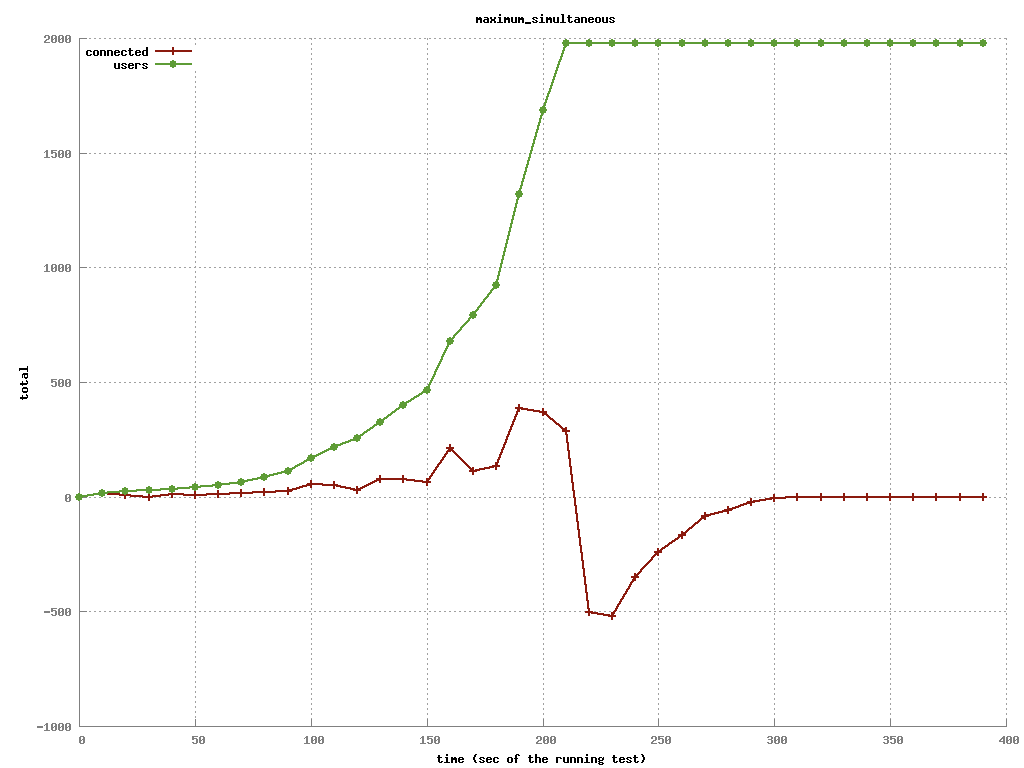 maximum_simultaneous
connected
users
2000
1500
1000
500
0
-500
-1000
total
0 50 100 150 200 250 300 350 400
time (sec of the running test)